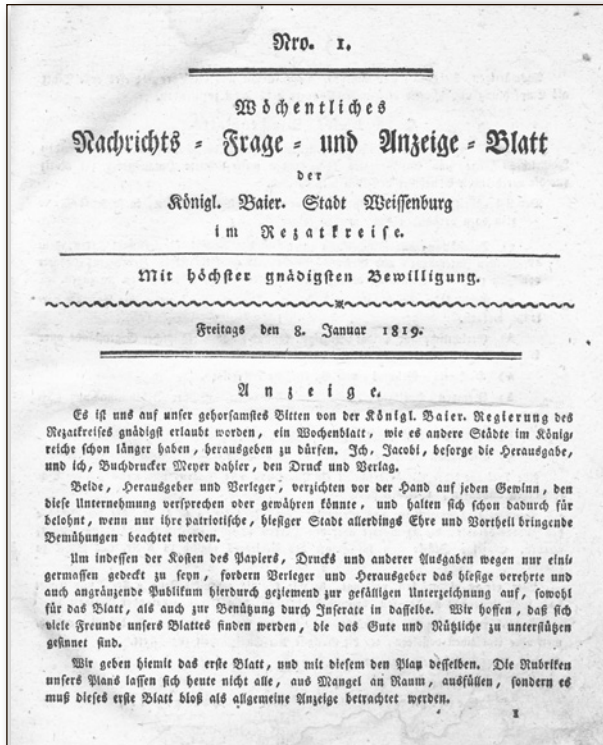 Nro. 1.
Wöchentliches
Nachrichts = Frage = und Anzeige = Blatt
der
Königl. Baier. Stadt Weissenburg
im Rezatkreise.
Mit höchster gnädigsten Bewilligung.
Freitags den 8. Januar 1819.
Anzeige.
Es ist uns auf unser gehorsamstes Bitten von der Königl. Baier. Regierung des
Rezatkreises gnädigst erlaubt worden, ein Wochenblatt, wie es andere Städte im König=
reiche schon länger haben, herausgeben zu dürfen. Ich, Jacobi, besorge die Herausgabe,
und ich, Buchdrucker Meyer dahier, den Druck und Verlag.
Beide, Herausgeber und Verleger, verzichten vor der Hand auf jeden Gewinn, den
diese Unternehmung versprechen oder gewähren könnte, und halten sich schon dadurch für
belohnt, wenn nur ihre patriotische, hiesiger Stadt allerdings Ehre und Vortheil bringende
Bemühungen beachtet werden.
Um indessen der Kosten des Papiers, Drucks und anderer Ausgaben wegen nur eini=
germassen gedeckt zu seyn, fordern Verleger und Herausgeber das hiesige verehrte und
auch angränzende Publikum hierdurch geziemend zur gefälligen Unterzeichnung auf, sowohl
für das Blatt, als auch zur Benützung durch Inserate in dasselbe. Wir hoffen, daß sich
viele Freunde unsers Blattes finden werden, die das Gute und Nützliche zu unterstützen
gesinnet sind.
Wir geben hiemit das erste Blatt, und mit diesem den Plan desselben. Die Rubriken
unsers Plans lassen sich heute nicht alle, aus Mangel an Raum, ausfüllen, sondern es
muß dieses erste Blatt bloß als allgemeine Anzeige betrachtet werden.
1